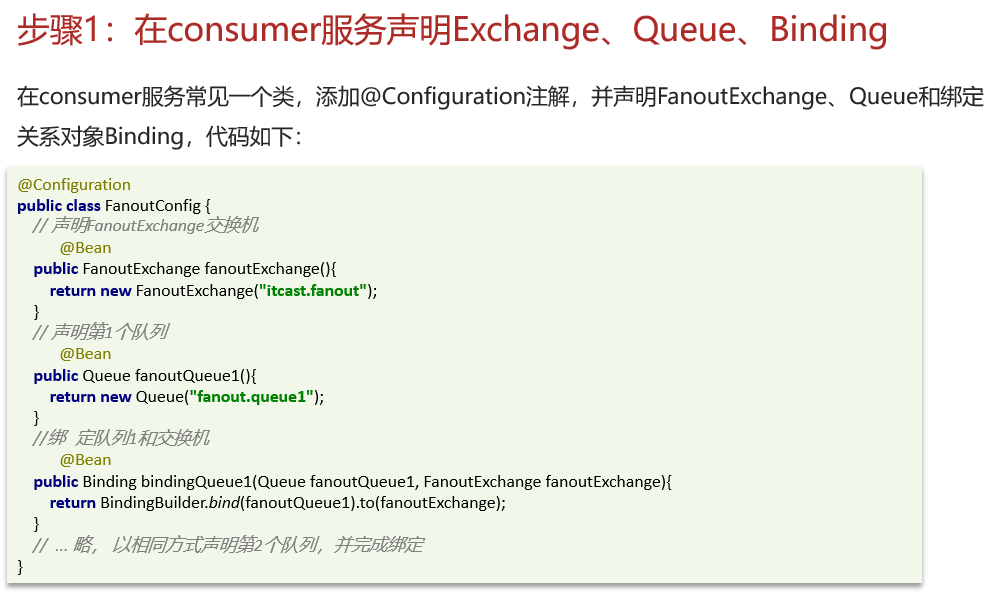 步骤1：在consumer服务声明Exchange、Queue、Binding
在consumer服务常见一个类，添加@Configuration注解，并声明FanoutExchange、Queue和绑定
关系对象Binding，代码如下：
@Configuration
public class FanoutConfig {
// 声明FanoutExchange交换机
@Bean
public FanoutExchange fanoutExchange(){
return new FanoutExchange("itcast.fanout");
}
// 声明第1个队列
@Bean
public Queue fanoutQueue1(){
return new Queue("fanout.queue1");
}
//绑 定队列1和交换机
@Bean
public Binding bindingQueue1(Queue fanoutQueue1, FanoutExchange fanoutExchange){
return BindingBuilder.bind(fanoutQueue1).to(fanoutExchange);
}
// ... 略， 以相同方式声明第2个队列，并完成绑定
}